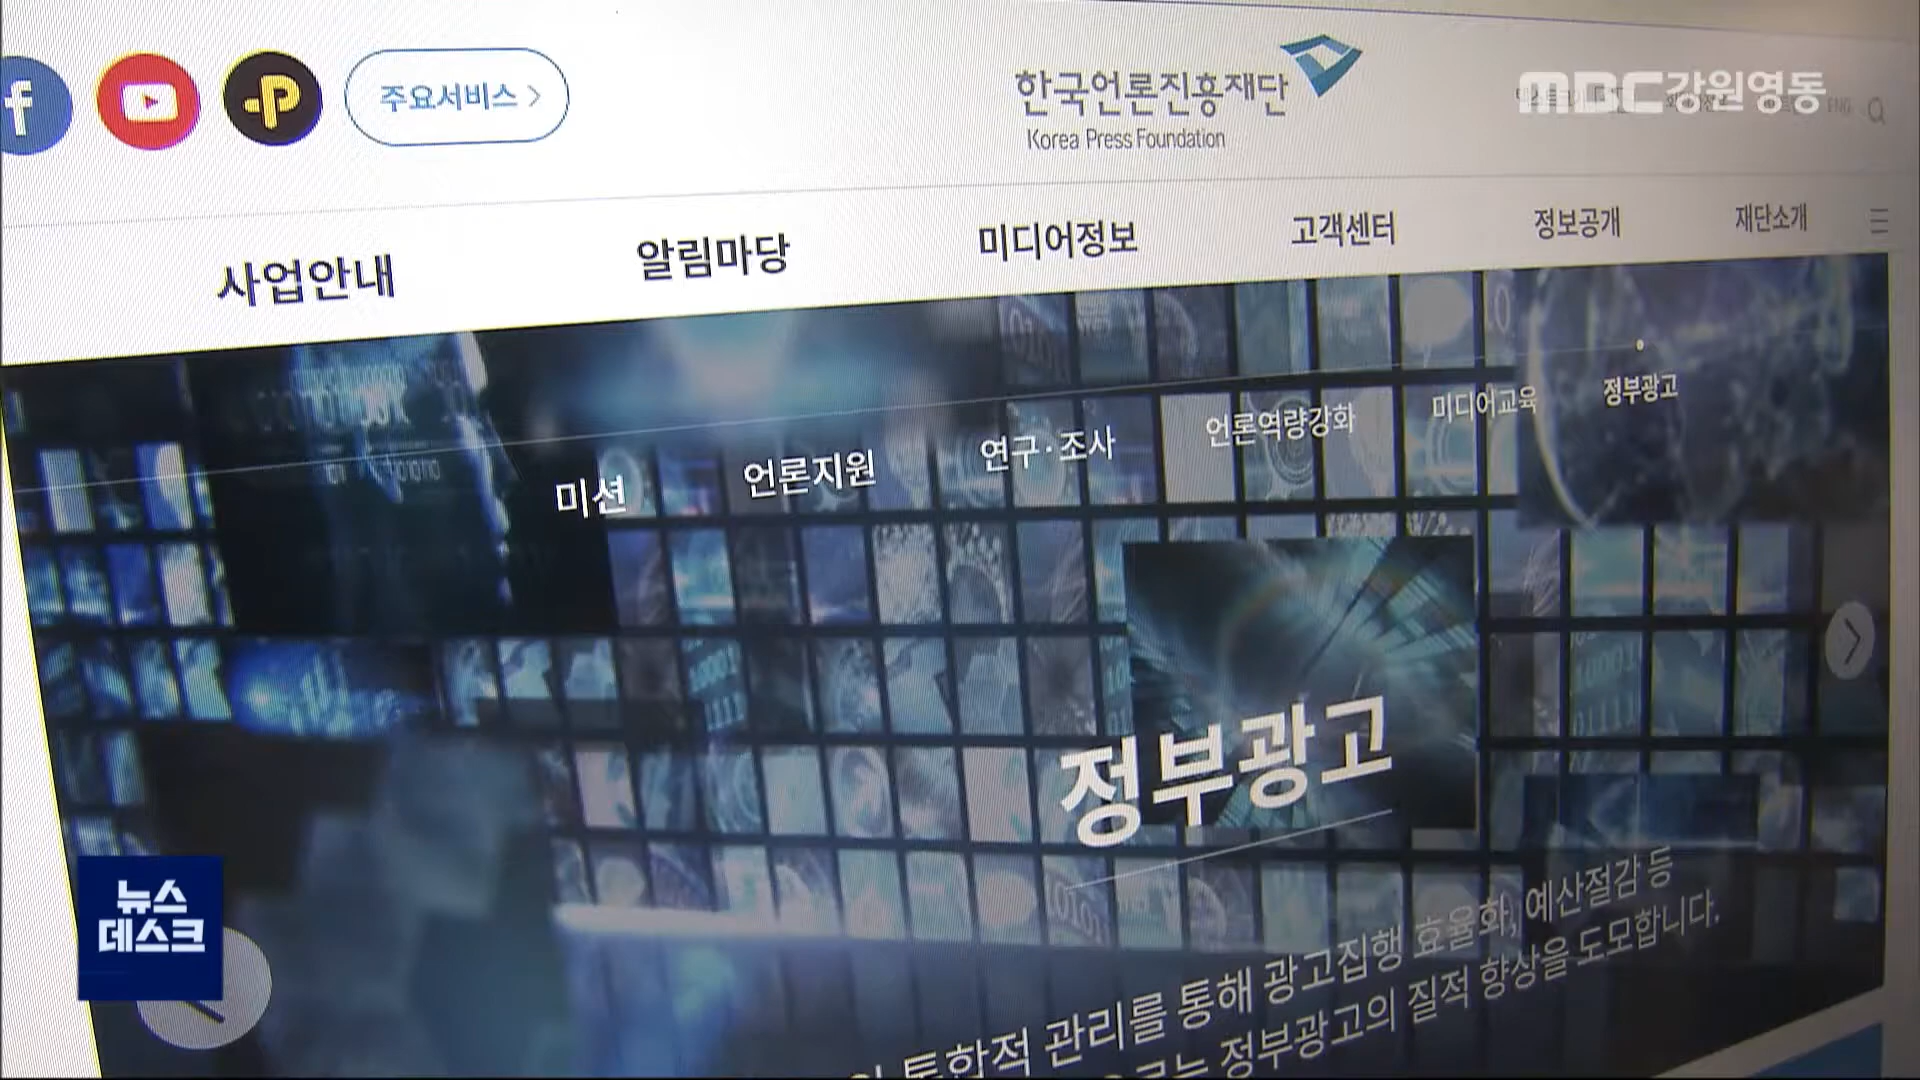 주요서비스
한국언론진흥재단
Korea Press Foundation
MBC강원영동
ENG
사업안내
알림마당
미디어정보
고객센터
정보공개
재단소개
미션
언론지원
연구·조사
언론역량강화
미디어교육
정부광고
정부광고
통합적 관리를 통해 광고집행 효율화, 예산절감 등
정부광고의 질적 향상을 도모합니다.
뉴스
데스크